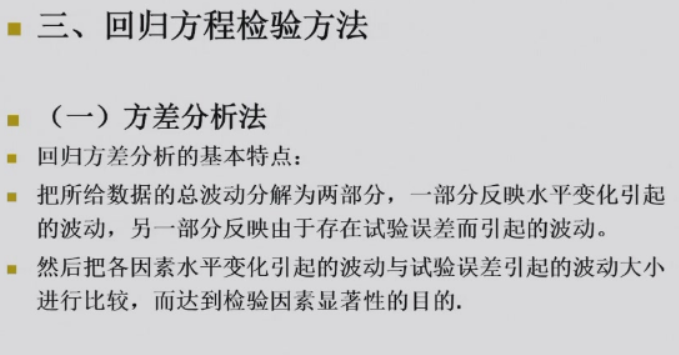 三、回归方程检验方法
（一）方差分析法
回归方差分析的基本特点：
把所给数据的总波动分解为两部分，一部分反映水平变化引起
的波动，另一部分反映由于存在试验误差而引起的波动。
然后把各因素水平变化引起的波动与试验误差引起的波动大小
进行比较，而达到检验因素显著性的目的.